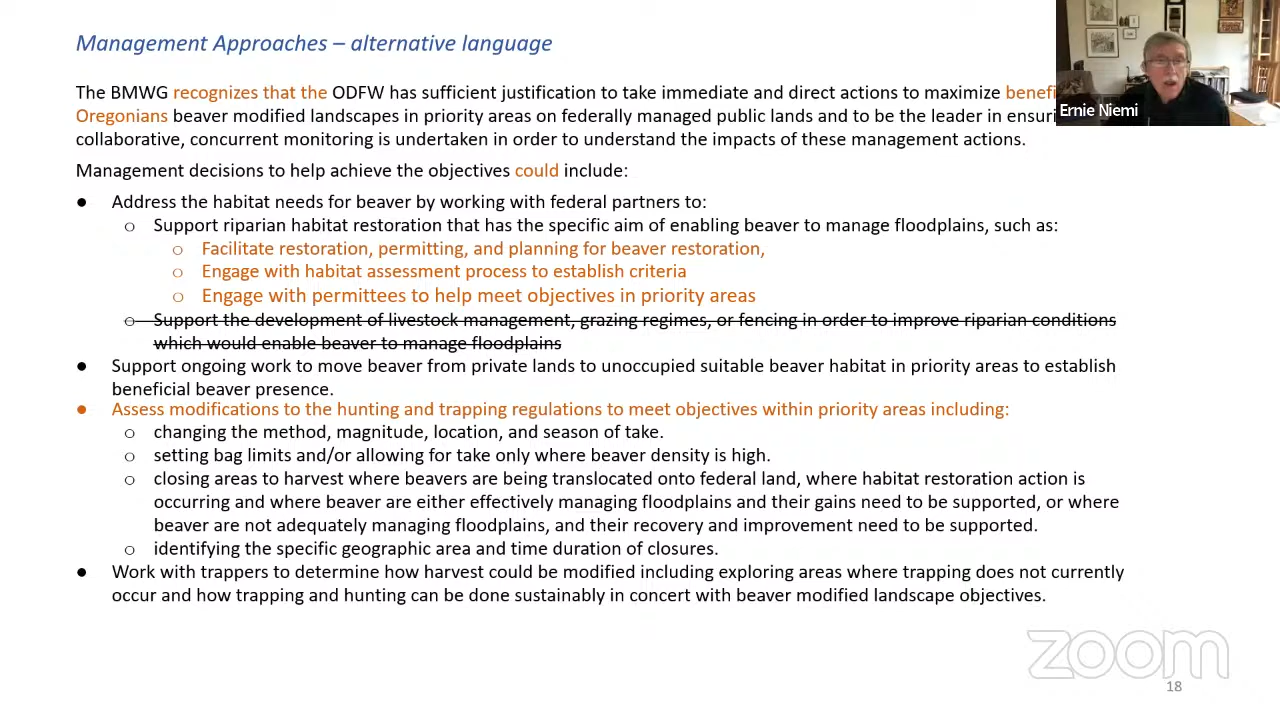 Management Approaches – alternative language
The BMWG recognizes that the ODFW has sufficient justification to take immediate and direct actions to maximize
Oregonians beaver modified landscapes in priority areas on federally managed public lands and to be the leader in
collaborative, concurrent monitoring is undertaken in order to understand the impacts of these management actions.
Management decisions to help achieve the objectives could include:
● Address the habitat needs for beaver by working with federal partners to:
○ Support riparian habitat restoration that has the specific aim of enabling beaver to manage floodplains, such as:
○ Facilitate restoration, permitting, and planning for beaver restoration,
○ Engage with habitat assessment process to establish criteria
○ Engage with permittees to help meet objectives in priority areas
○ Support the development of livestock management, grazing regimes, or fencing in order to improve riparian conditions
which would enable beaver to manage floodplains
● Support ongoing work to move beaver from private lands to unoccupied suitable beaver habitat in priority areas to establish
beneficial beaver presence.
● Assess modifications to the hunting and trapping regulations to meet objectives within priority areas including:
○ changing the method, magnitude, location, and season of take.
○ setting bag limits and/or allowing for take only where beaver density is high.
○ closing areas to harvest where beavers are being translocated onto federal land, where habitat restoration action is
occurring and where beaver are either effectively managing floodplains and their gains need to be supported, or where
beaver are not adequately managing floodplains, and their recovery and improvement need to be supported.
○ identifying the specific geographic area and time duration of closures.
● Work with trappers to determine how harvest could be modified including exploring areas where trapping does not currently
occur and how trapping and hunting can be done sustainably in concert with beaver modified landscape objectives.
Ernie Niemi
zoom
18